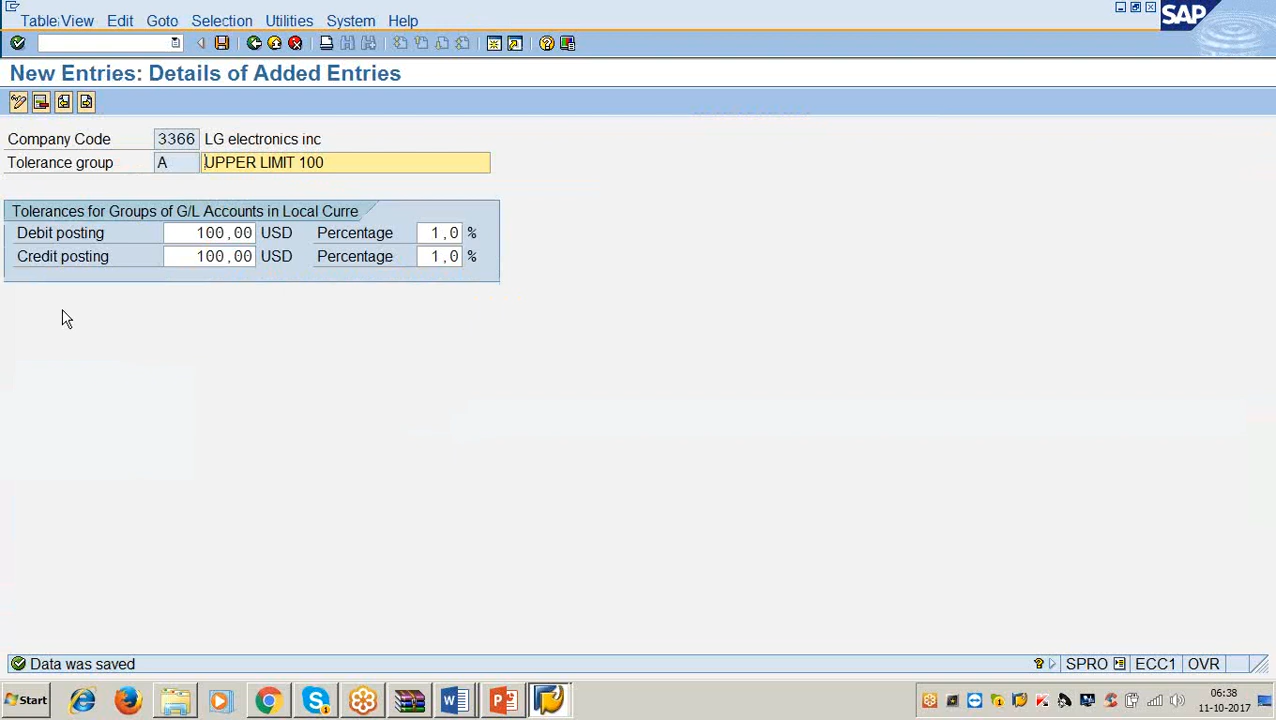 Table View Edit Goto Selection Utilities System Help
SAP
New Entries: Details of Added Entries
Company Code 3366 LG electronics inc
Tolerance group A UPPER LIMIT 100
Tolerances for Groups of G/L Accounts in Local Curre
Debit posting 100,00 USD Percentage 1,0 %
Credit posting 100,00 USD Percentage 1,0 %
Data was saved
SPRO ECC1 OVR
Start
06:38
11-10-2017